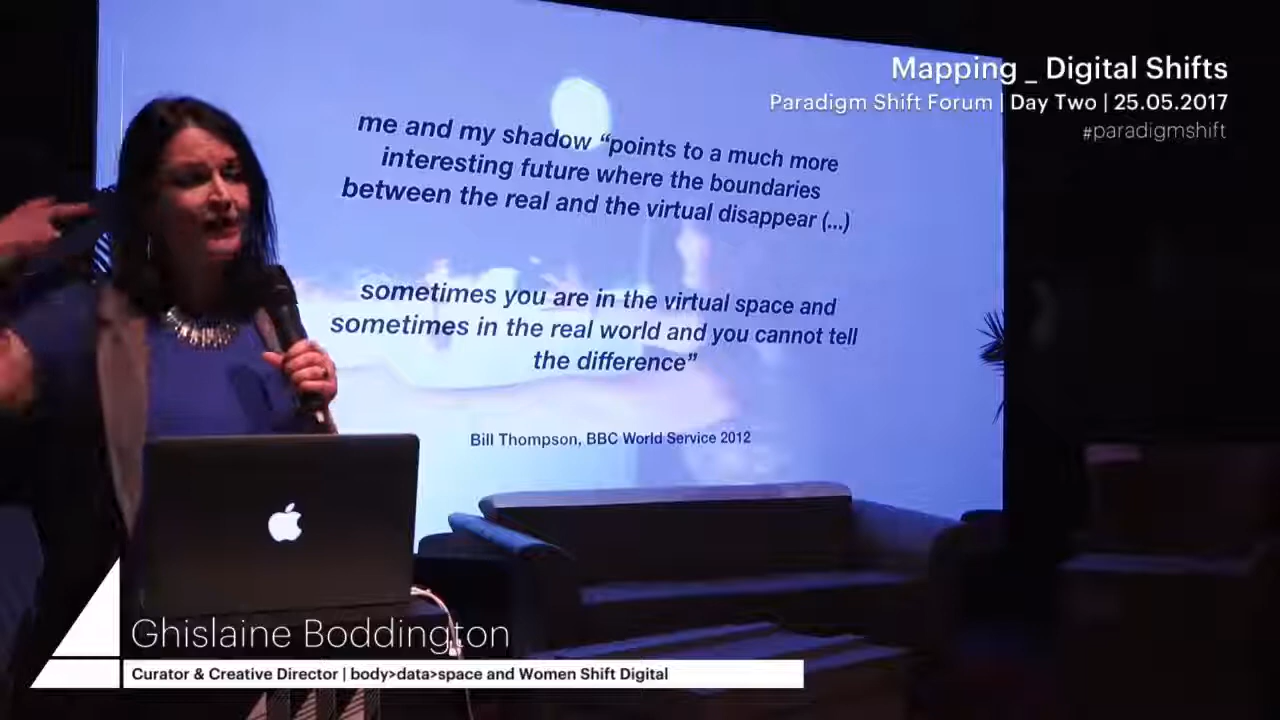 Mapping _ Digital Shifts
Paradigm Shift Forum | Day Two | 25.05.2017
#paradigmshift
me and my shadow “points to a much more
interesting future where the boundaries
between the real and the virtual disappear (...)
sometimes you are in the virtual space and
sometimes in the real world and you cannot tell
the difference”
Bill Thompson, BBC World Service 2012
Ghislaine Boddington
Curator & Creative Director | body>data>space and Women Shift Digital